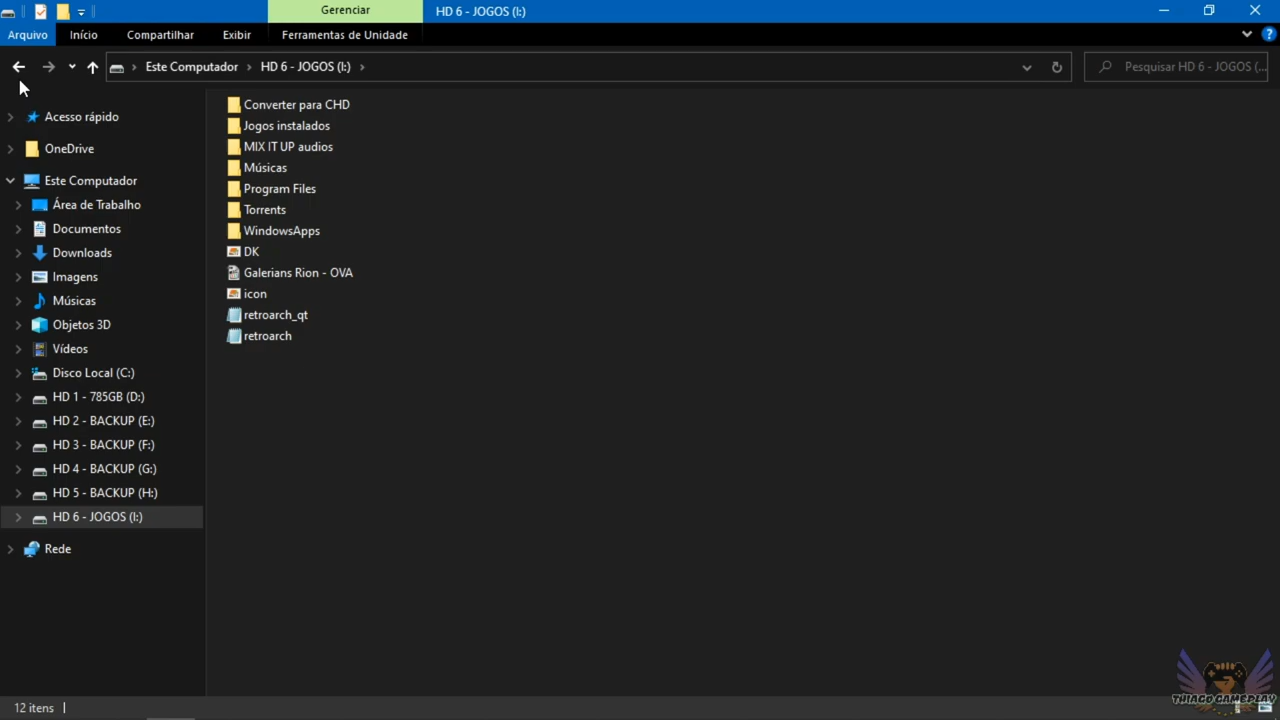 Gerenciar
HD 6 - JOGOS (I:)
Arquivo
Início
Compartilhar
Exibir
Ferramentas de Unidade
Este Computador
HD 6 - JOGOS (I:)
Pesquisar HD 6 - JOGOS (...
Acesso rápido
OneDrive
Este Computador
Área de Trabalho
Documentos
Downloads
Imagens
Músicas
Objetos 3D
Vídeos
Disco Local (C:)
HD 1 - 785GB (D:)
HD 2 - BACKUP (E:)
HD 3 - BACKUP (F:)
HD 4 - BACKUP (G:)
HD 5 - BACKUP (H:)
HD 6 - JOGOS (I:)
Rede
Converter para CHD
Jogos instalados
MIX IT UP audios
Músicas
Program Files
Torrents
WindowsApps
DK
Galerians Rion - OVA
icon
retroarch_qt
retroarch
12 itens
THIAGO GAMEPLAY